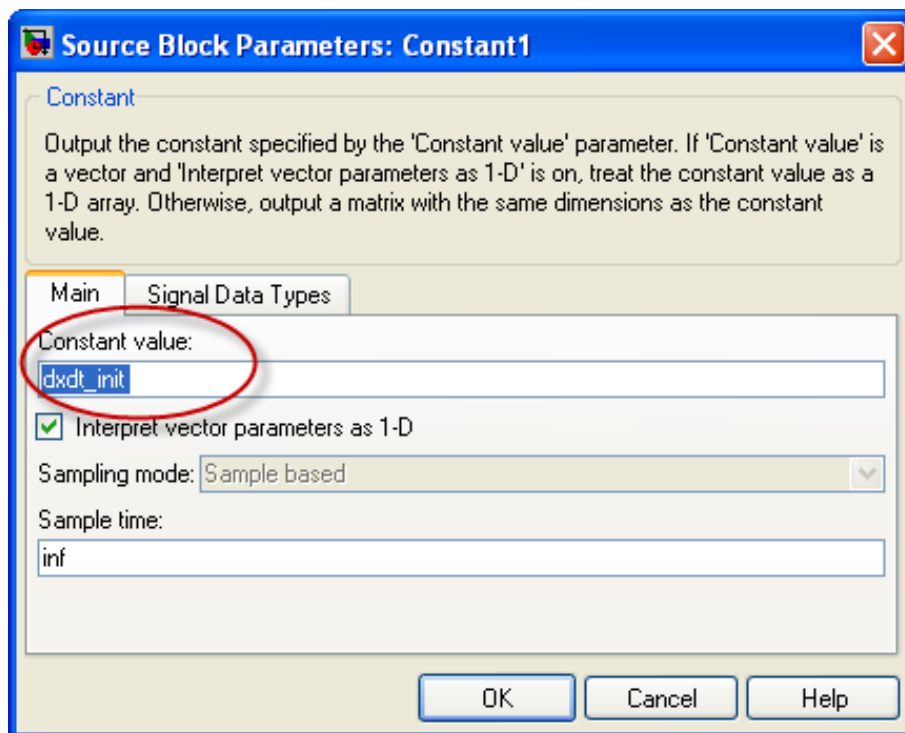 Source Block Parameters: Constant1
Constant
Output the constant specified by the 'Constant value' parameter. If 'Constant value' is
a vector and 'Interpret vector parameters as 1-D' is on, treat the constant value as a
1-D array. Otherwise, output a matrix with the same dimensions as the constant
value.
Main Signal Data Types
Constant value:
dxdt_init
Interpret vector parameters as 1-D
Sampling mode: Sample based
Sample time:
inf
OK Cancel Help